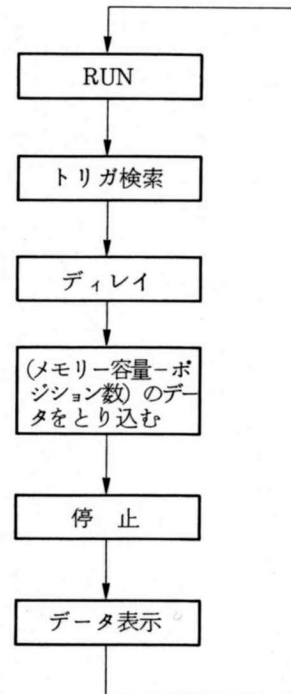 RUN
トリガ検索
ディレイ
(メモリー容量−ポ
ジション数)のデー
タをとり込む
停　止
データ表示